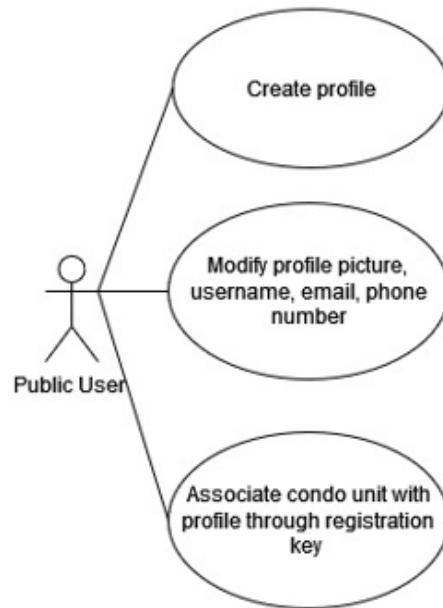 Create profile
Modify profile picture,
username, email, phone
number
Public User
Associate condo unit with
profile through registration
key